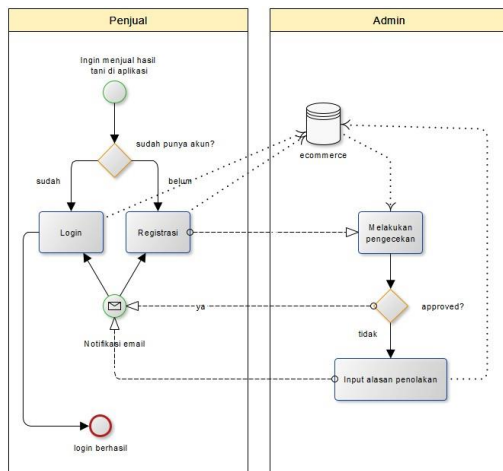 Penjual
Admin
Ingin menjual hasil
tani di aplikasi
sudah punya akun?
ecommerce
sudah
belum
Login
Registrasi
Melakukan
pengecekan
ya
approved?
Notifikasi email
tidak
Input alasan penolakan
login berhasil